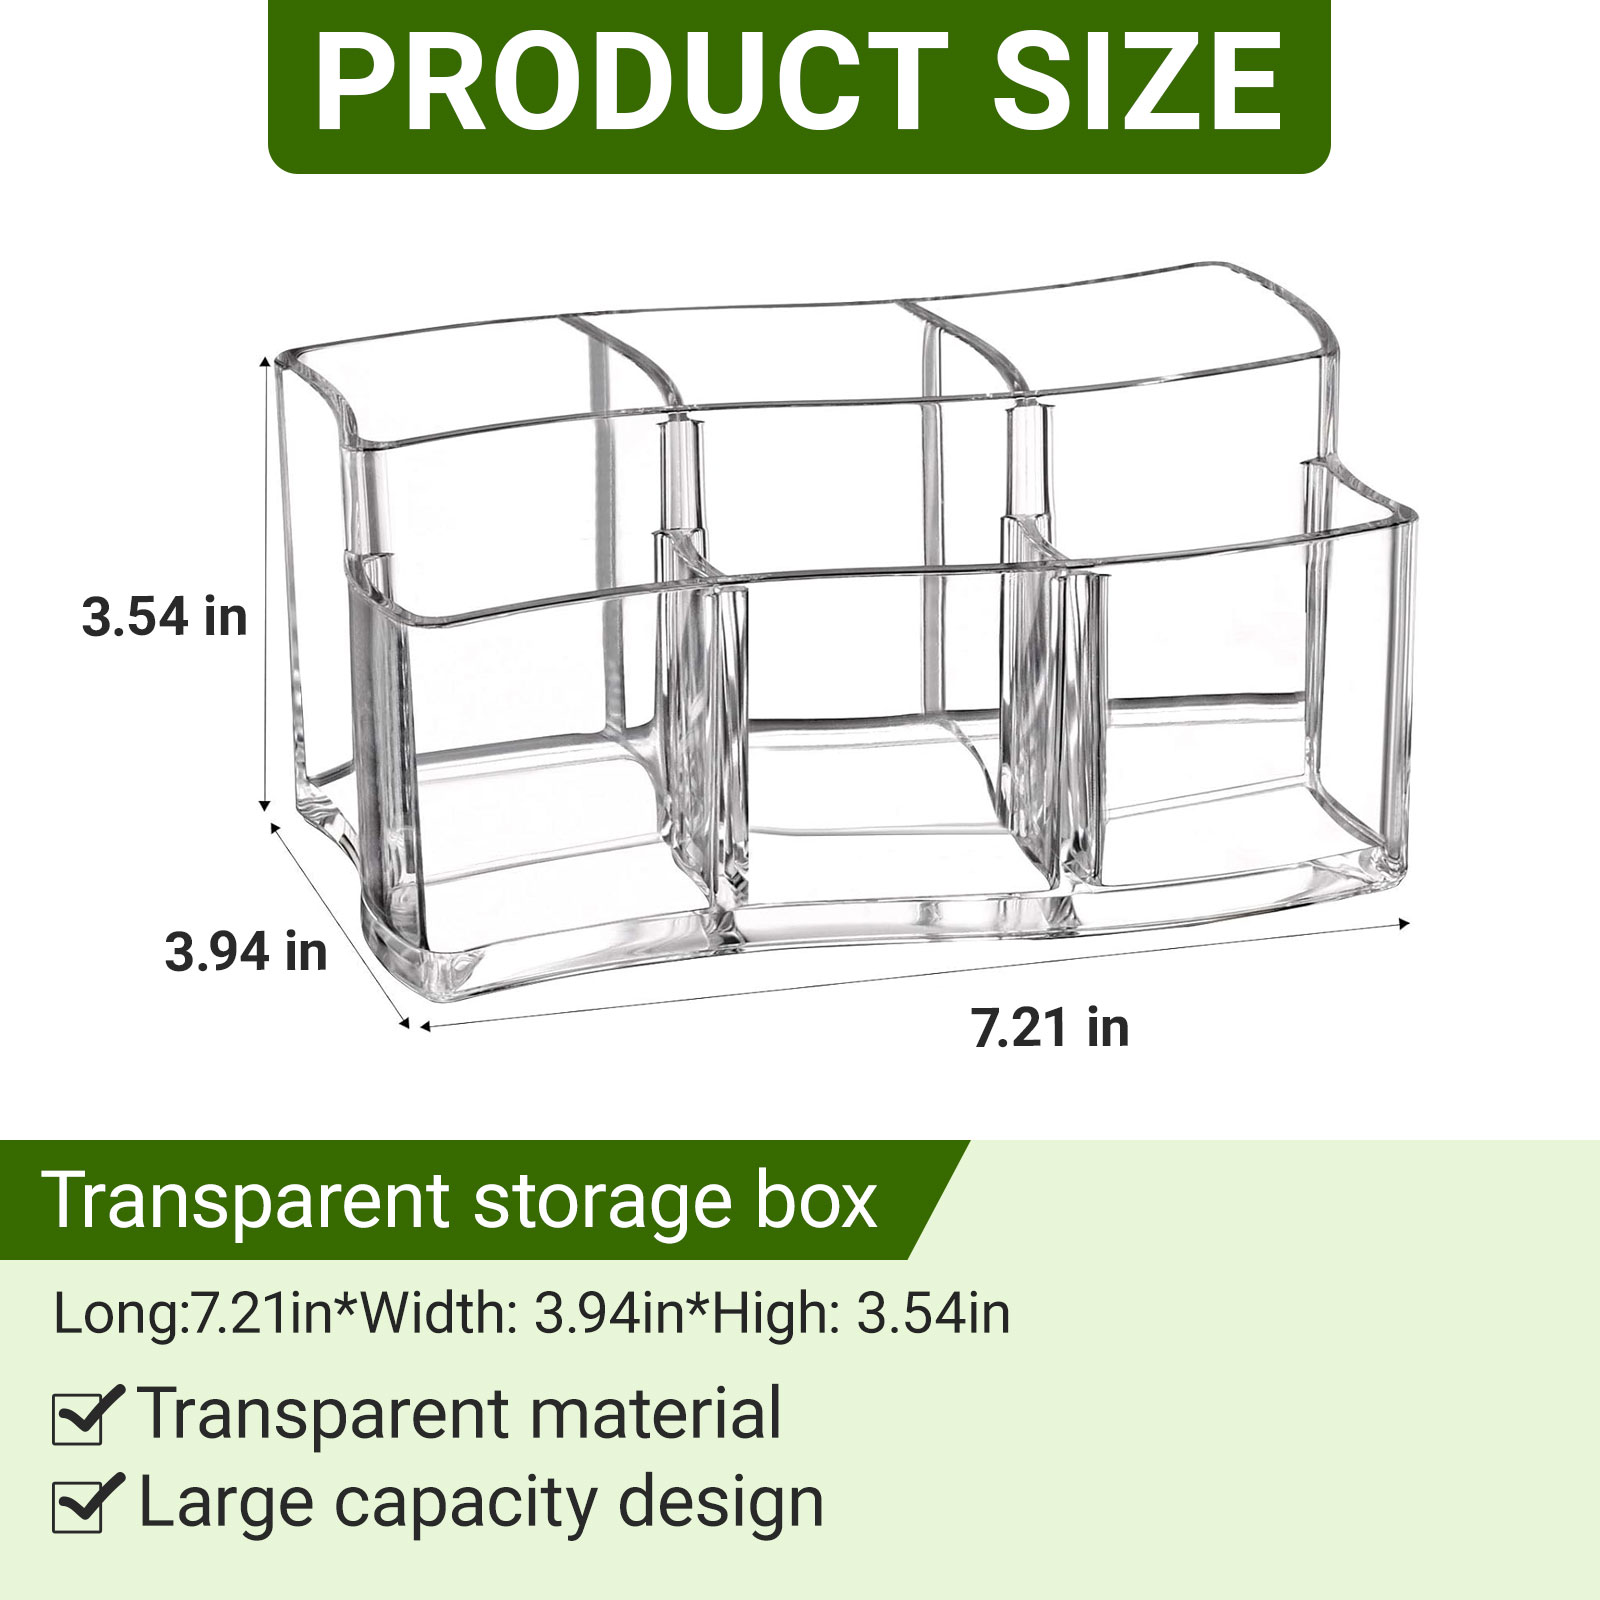 PRODUCT SIZE
3.54 in
3.94 in
7.21 in
Transparent storage box
Long:7.21in*Width: 3.94in*High: 3.54in
Transparent material
Large capacity design